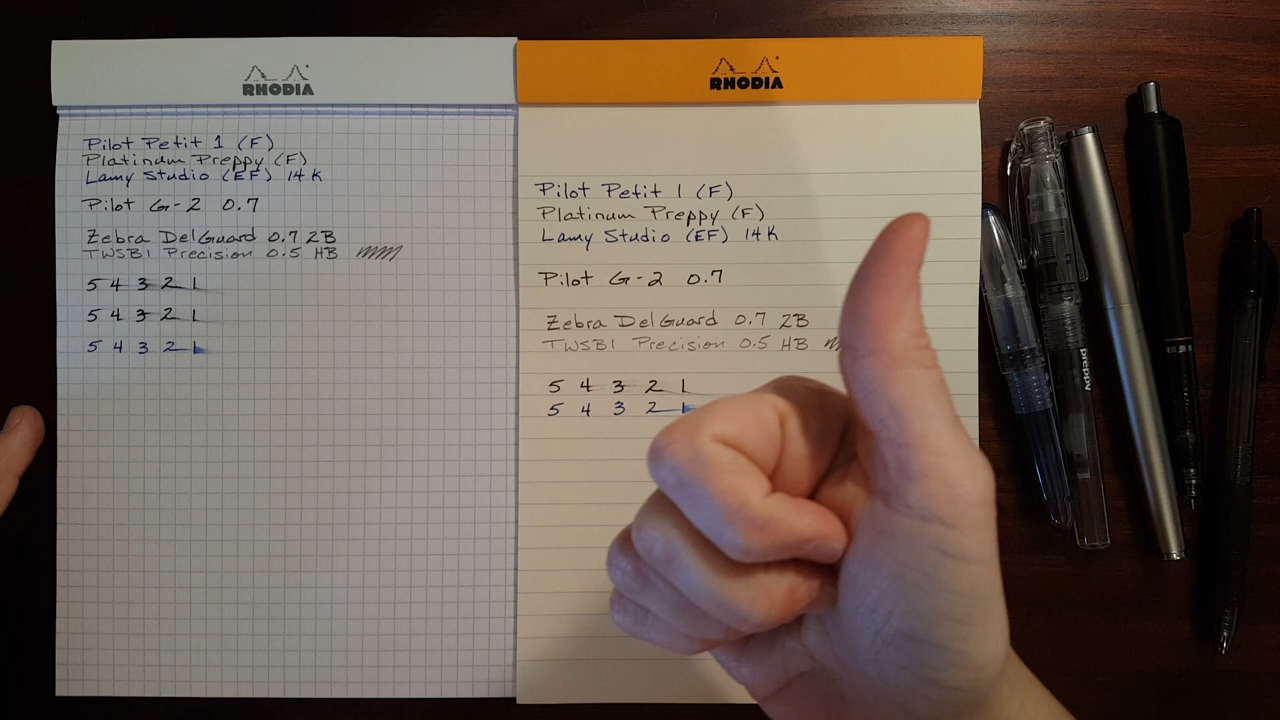 RHODIA
Pilot Petit 1 (F)
Platinum Preppy (F)
Lamy Studio (EF) 14K
Pilot G-2 0.7
Zebra DelGuard 0.7 2B
TWSBI Precision 0.5 HB
5 4 3 2 1
5 4 3 2 1
5 4 3 2 1
RHODIA
Pilot Petit 1 (F)
Platinum Preppy (F)
Lamy Studio (EF) 14K
Pilot G-2 0.7
Zebra DelGuard 0.7 2B
TWSBI Precision 0.5 HB
5 4 3 2 1
5 4 3 2 1
preppy